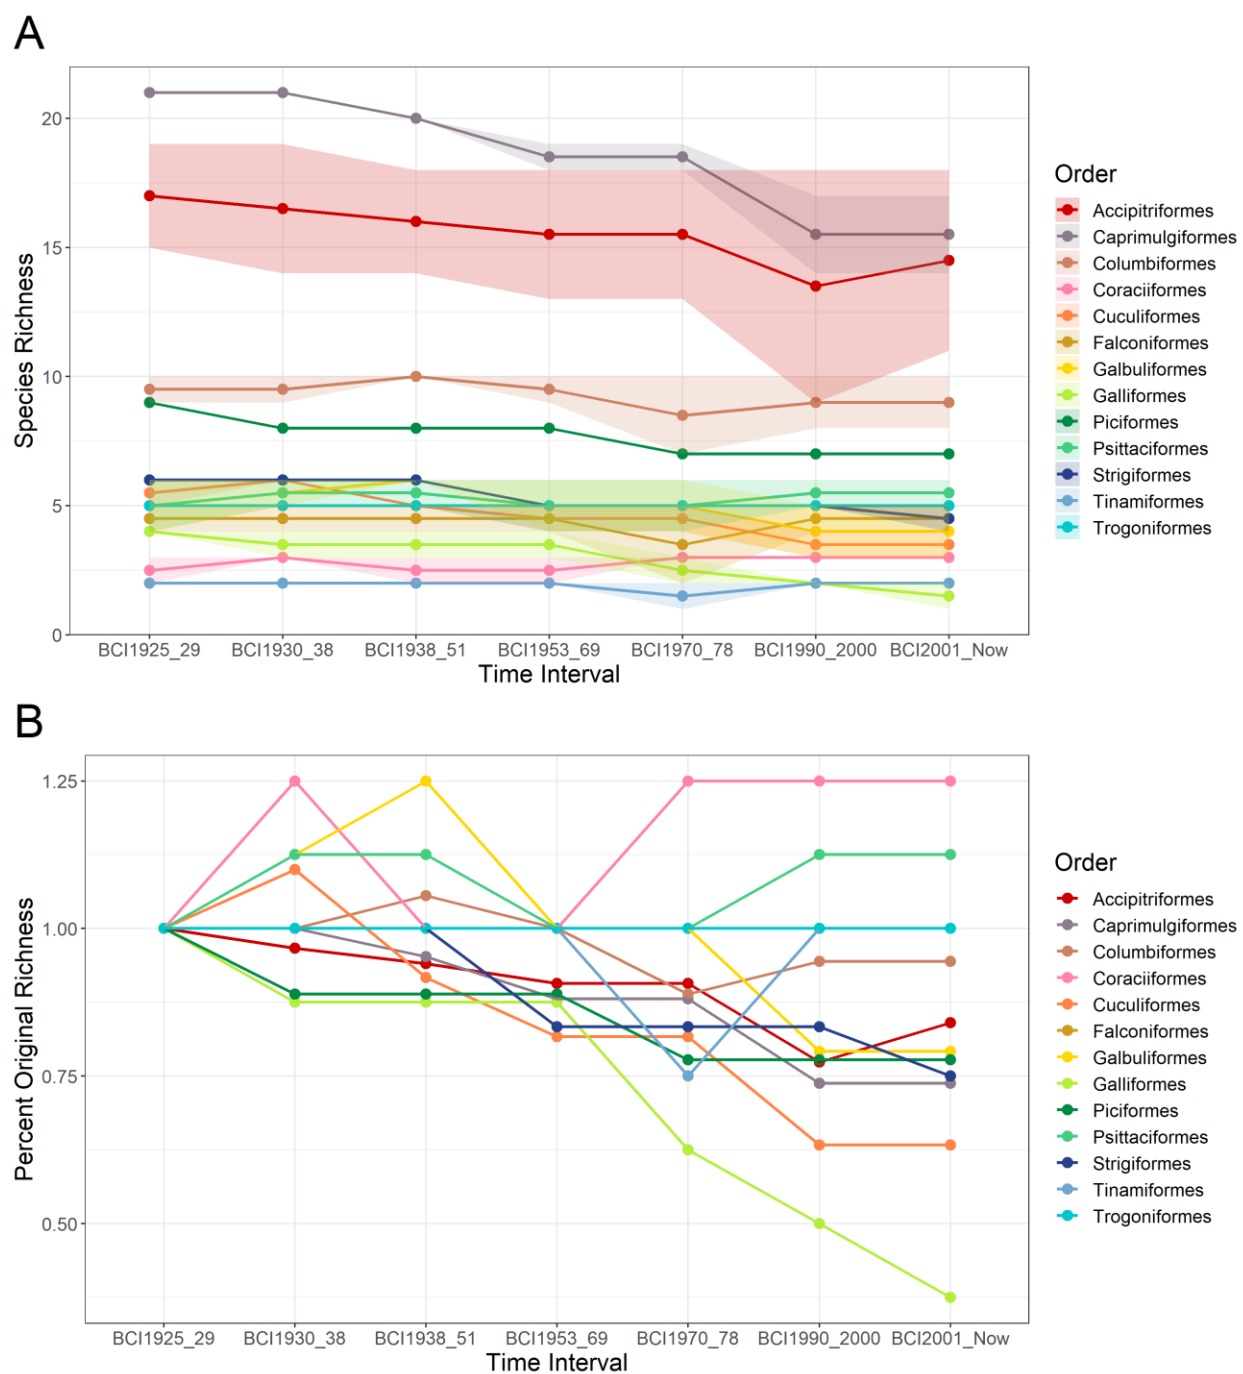 A
Species Richness
20
15
10
5
0
BCI1925_29 BCI1930_38 BCI1938_51 BCI1953_69 BCI1970_78 BCI1990_2000 BCI2001_Now
Time Interval
Order
Accipitriformes
Caprimulgiformes
Columbiformes
Coraciiformes
Cuculiformes
Falconiformes
Galbuliformes
Galliformes
Piciformes
Psittaciformes
Strigiformes
Tinamiformes
Trogoniformes
B
Percent Original Richness
1.25
1.00
0.75
0.50
BCI1925_29 BCI1930_38 BCI1938_51 BCI1953_69 BCI1970_78 BCI1990_2000 BCI2001_Now
Time Interval
Order
Accipitriformes
Caprimulgiformes
Columbiformes
Coraciiformes
Cuculiformes
Falconiformes
Galbuliformes
Galliformes
Piciformes
Psittaciformes
Strigiformes
Tinamiformes
Trogoniformes